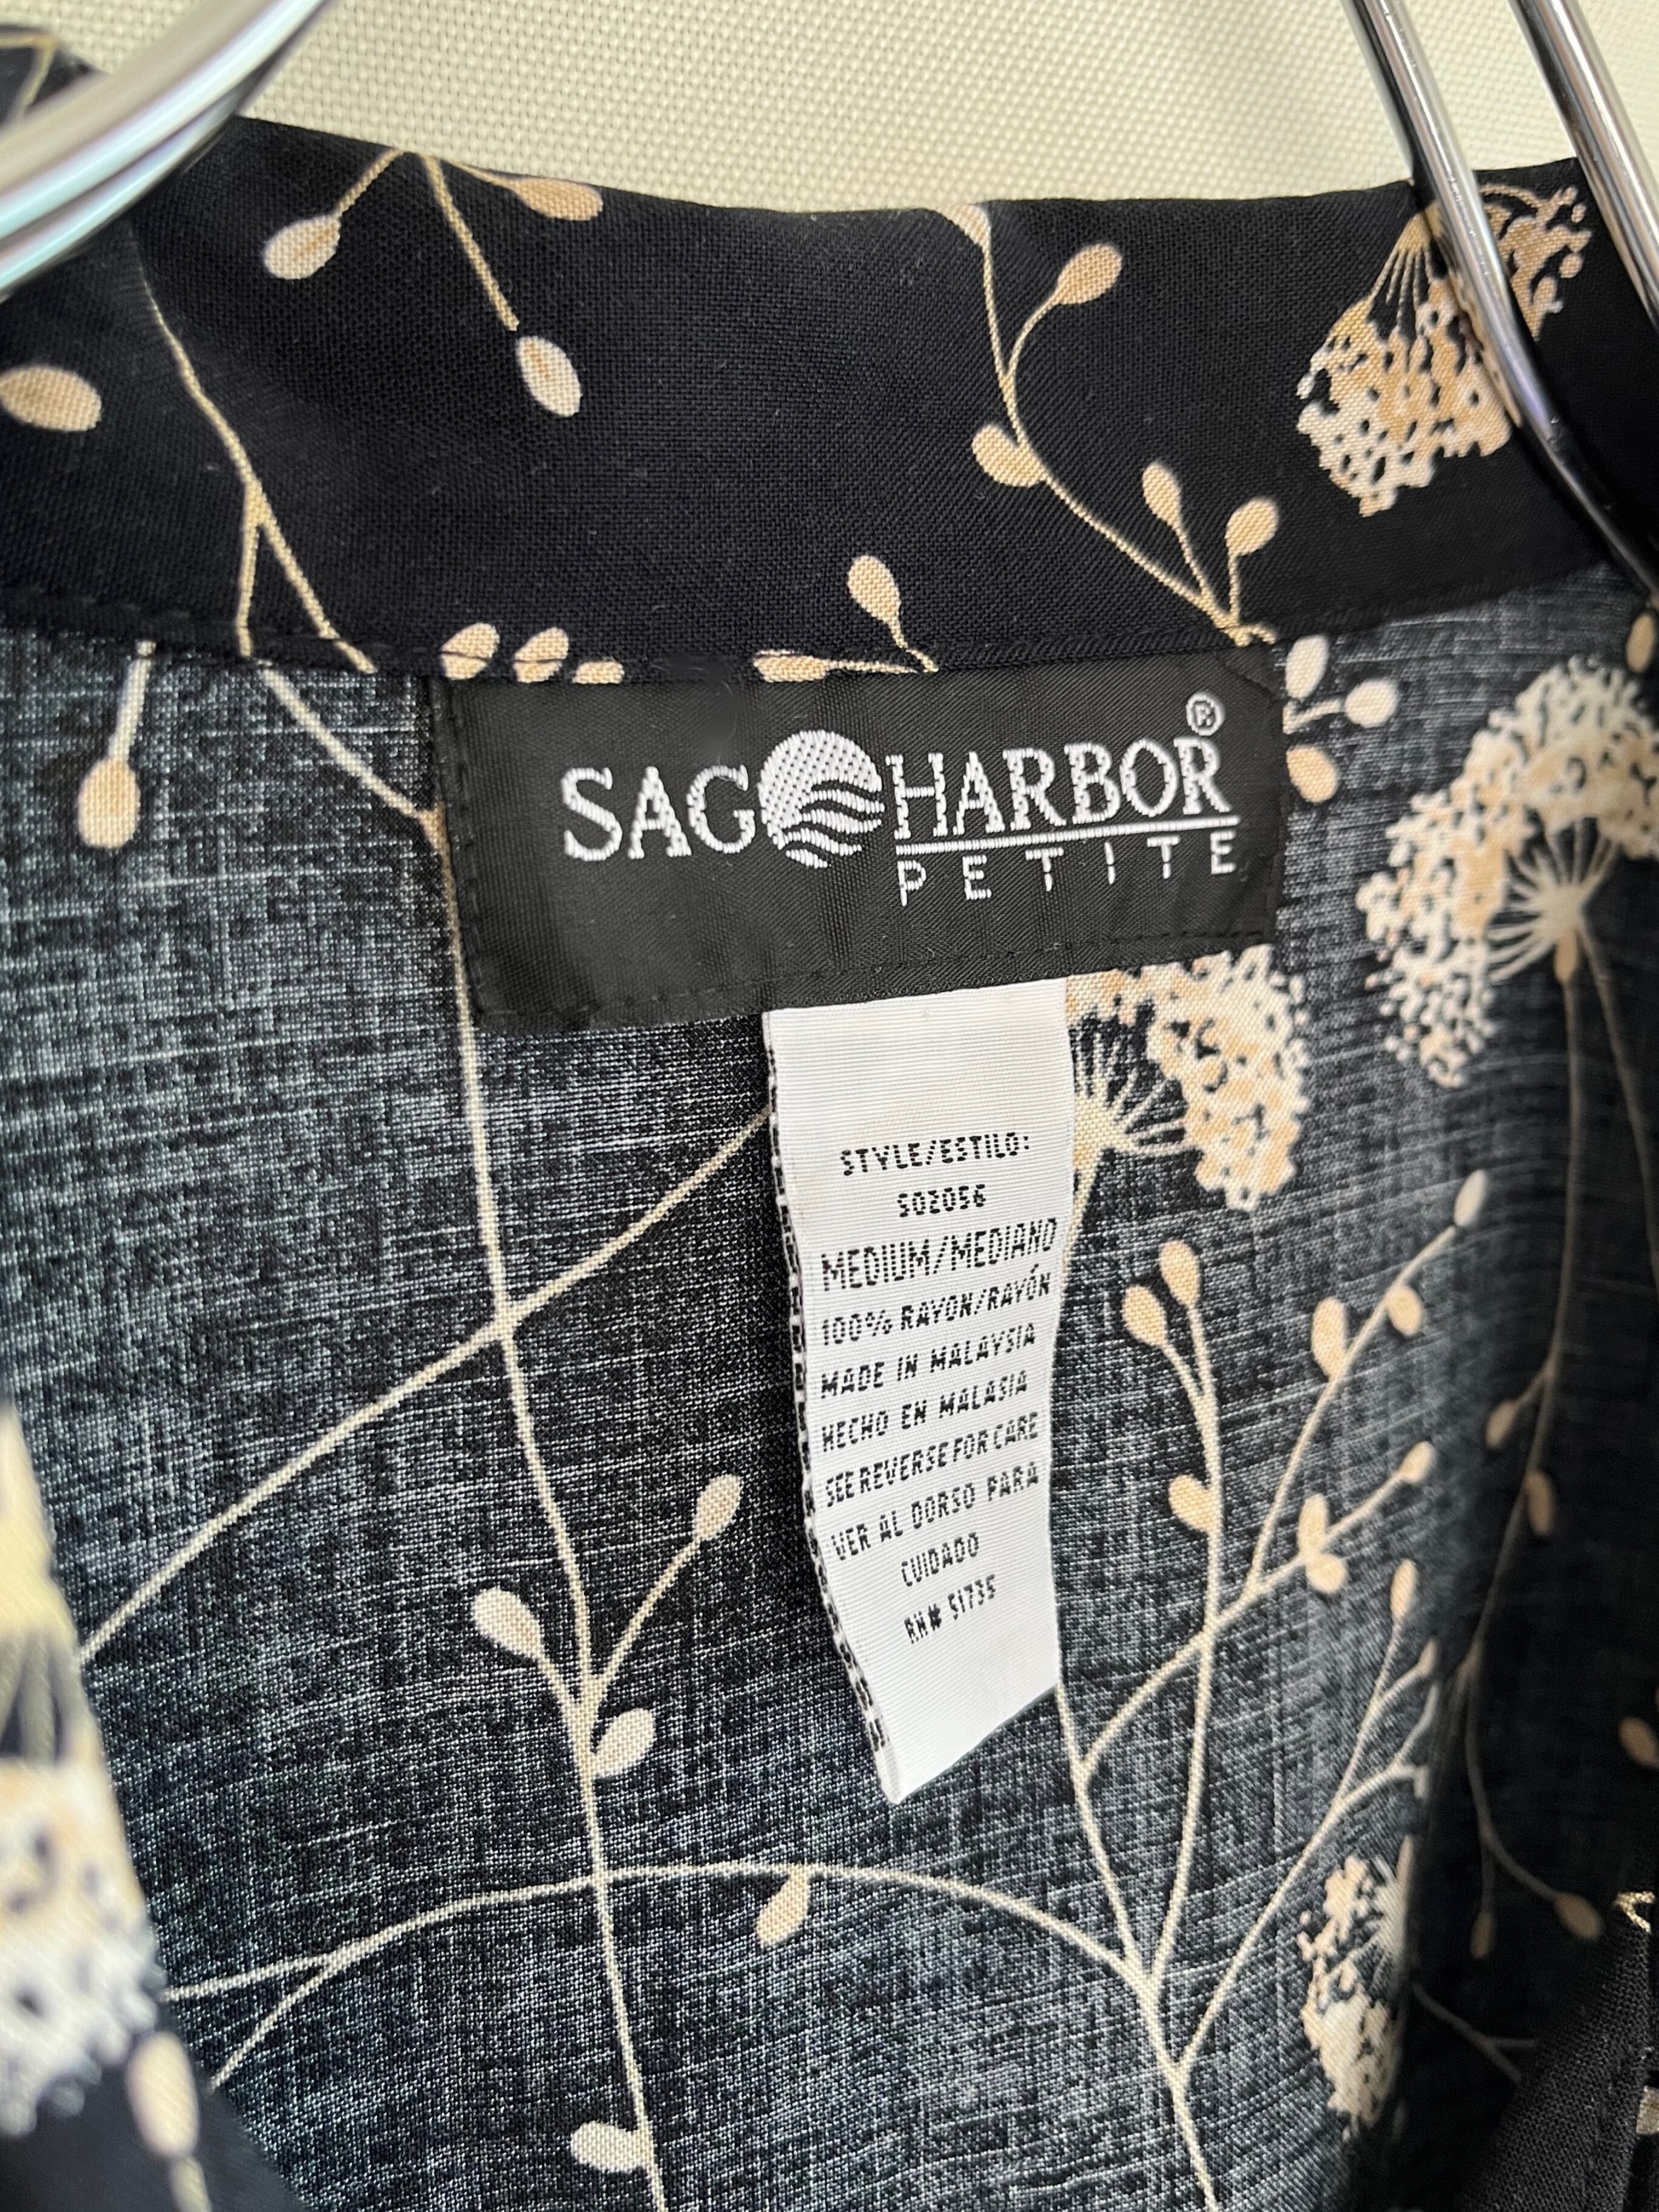 SAG HARBOR®
PETITE
STYLE/ESTILO:
S02056
MEDIUM/MEDIANO
100% RAYON/RAYÓN
MADE IN MALAYSIA
HECHO EN MALASIA
SEE REVERSE FOR CARE
VER AL DORSO PARA
CUIDADO
RN# 51735